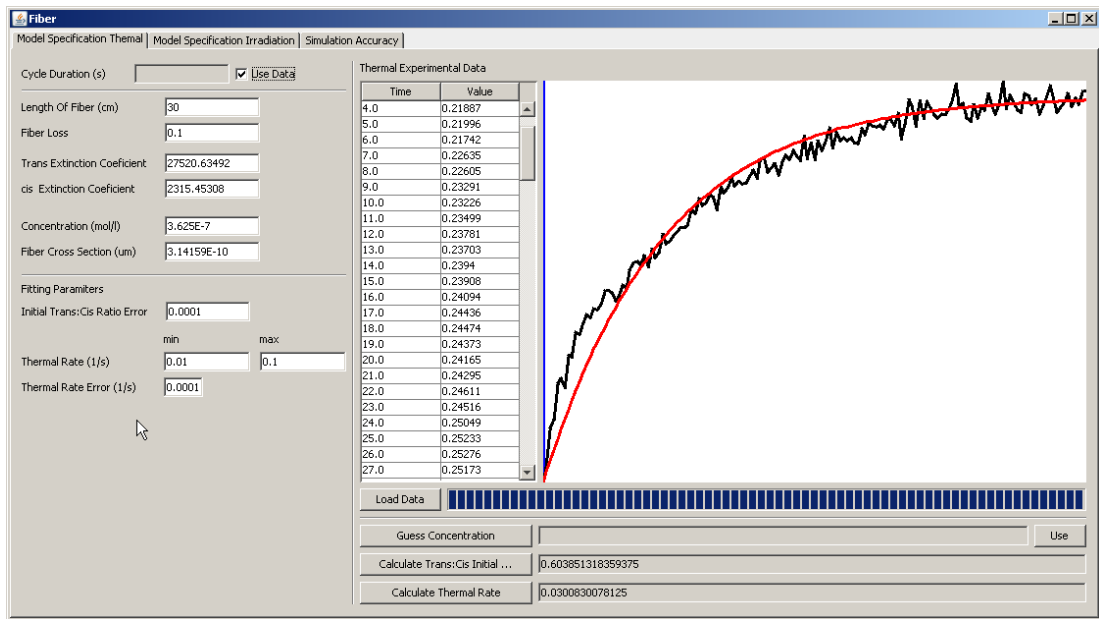 Fiber
Model Specification Themal Model Specification Irradiation Simulation Accuracy
Cycle Duration (s) Use Data
Length Of Fiber (cm) 30
Fiber Loss 0.1
Trans Extinction Coeficient 27520.63492
cis Extinction Coeficient 2315.45308
Concentration (mol/l) 3.625E-7
Fiber Cross Section (um) 3.14159E-10
Fitting Paramiters
Initial Trans:Cis Ratio Error 0.0001
min max
Thermal Rate (1/s) 0.01 0.1
Thermal Rate Error (1/s) 0.0001
Thermal Experimental Data
Time Value
4.0 0.21887
5.0 0.21996
6.0 0.21742
7.0 0.22635
8.0 0.22605
9.0 0.23291
10.0 0.23226
11.0 0.23499
12.0 0.23781
13.0 0.23703
14.0 0.2394
15.0 0.23908
16.0 0.24094
17.0 0.24436
18.0 0.24474
19.0 0.24373
20.0 0.24165
21.0 0.24295
22.0 0.24611
23.0 0.24516
24.0 0.25049
25.0 0.25233
26.0 0.25276
27.0 0.25173
Load Data
Guess Concentration Use
Calculate Trans:Cis Initial ... 0.603851318359375
Calculate Thermal Rate 0.0300830078125